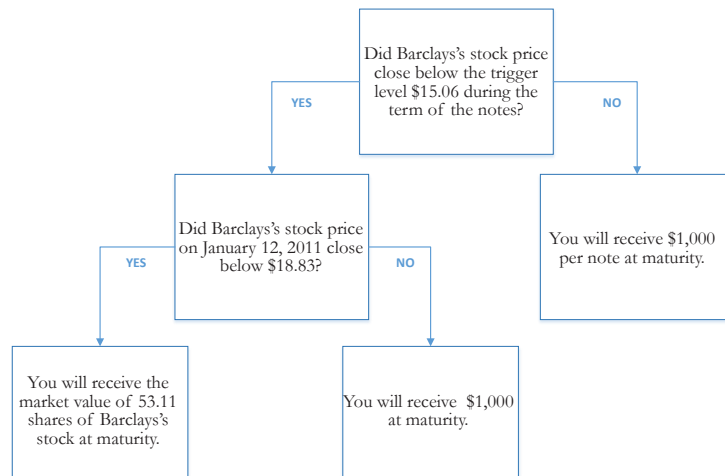 Did Barclays's stock price
close below the trigger
level $15.06 during the
term of the notes?
YES
NO
Did Barclays's stock price
on January 12, 2011 close
below $18.83?
You will receive $1,000
per note at maturity.
YES
NO
You will receive the
market value of 53.11
shares of Barclays's
stock at maturity.
You will receive $1,000
at maturity.